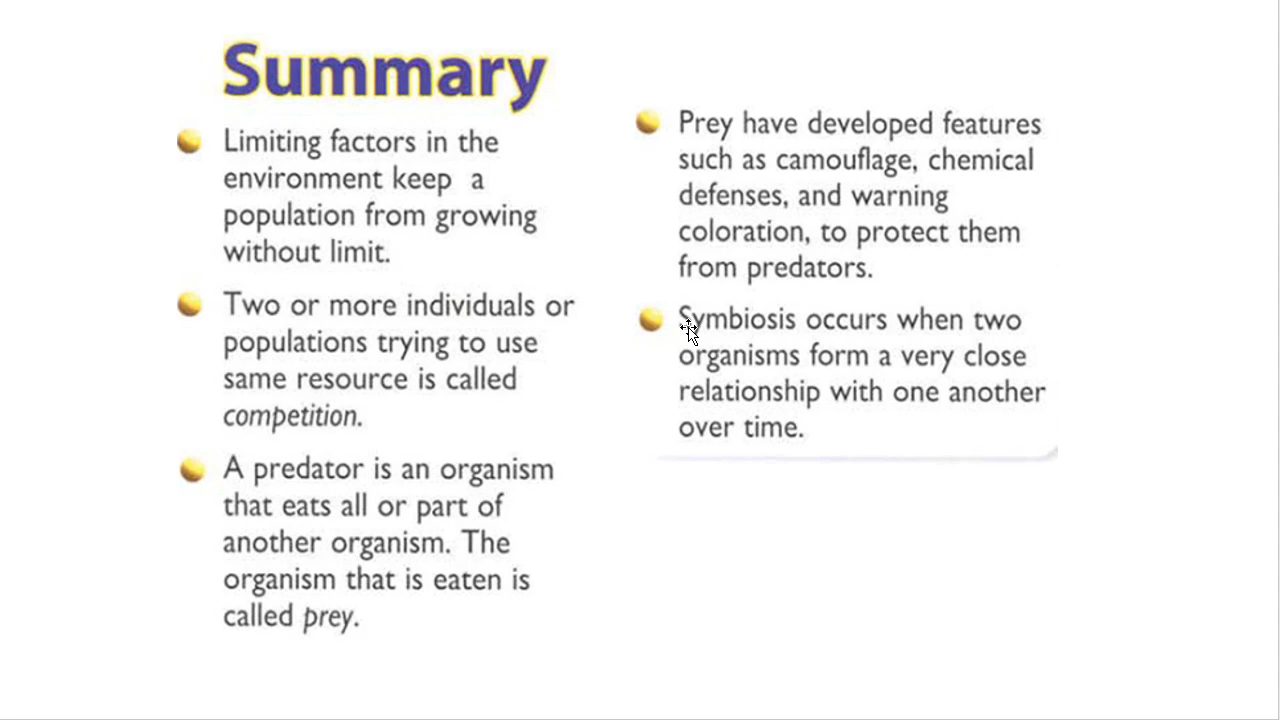 Summary
Limiting factors in the
environment keep a
population from growing
without limit.
Two or more individuals or
populations trying to use
same resource is called
competition.
A predator is an organism
that eats all or part of
another organism. The
organism that is eaten is
called prey.
Prey have developed features
such as camouflage, chemical
defenses, and warning
coloration, to protect them
from predators.
Symbiosis occurs when two
organisms form a very close
relationship with one another
over time.